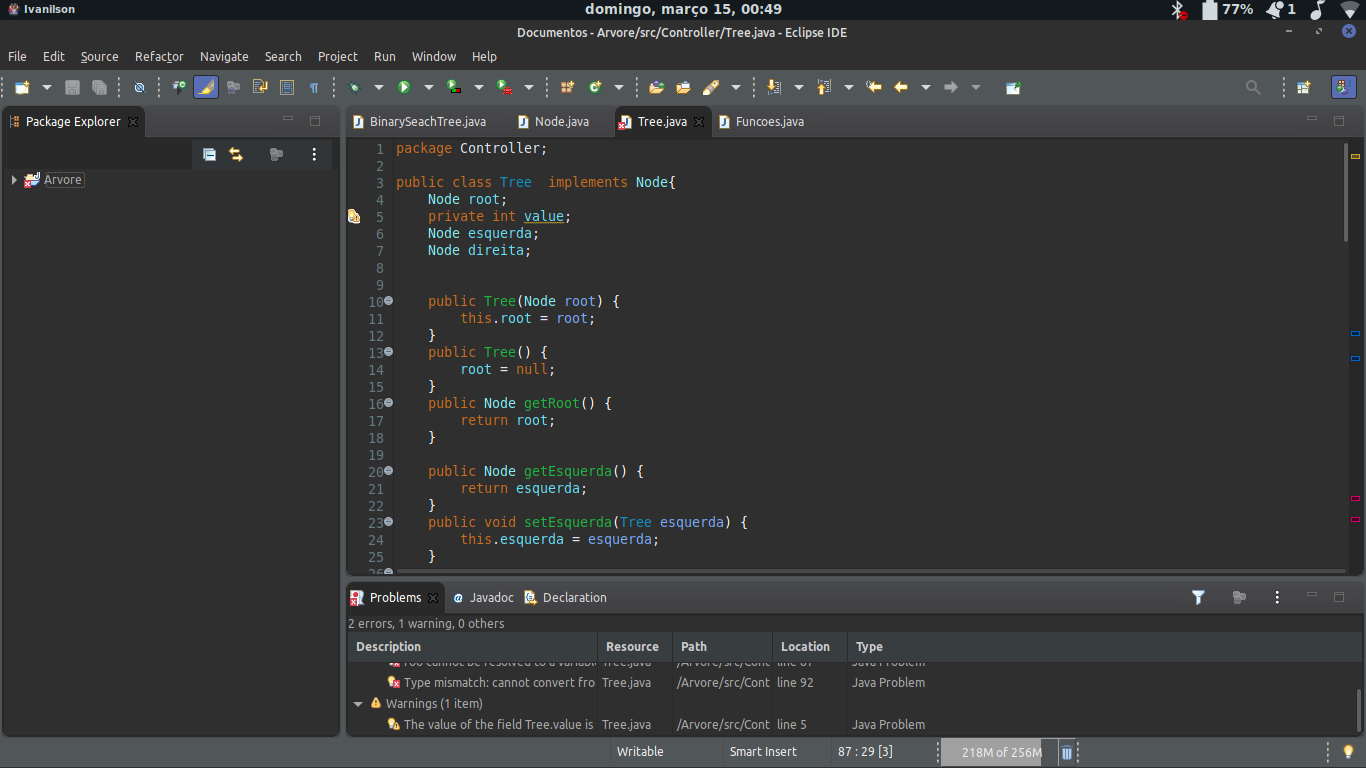 Ivanilson
domingo, março 15, 00:49
77%
1
Documentos - Arvore/src/Controller/Tree.java - Eclipse IDE
File Edit Source Refactor Navigate Search Project Run Window Help
Package Explorer
Arvore
BinarySeachTree.java Node.java Tree.java Funcoes.java
1 package Controller;
2
3 public class Tree  implements Node{
4 Node root;
5 private int value;
6 Node esquerda;
7 Node direita;
8
9
10 public Tree(Node root) {
11 this.root = root;
12 }
13 public Tree() {
14 root = null;
15 }
16 public Node getRoot() {
17 return root;
18 }
19
20 public Node getEsquerda() {
21 return esquerda;
22 }
23 public void setEsquerda(Tree esquerda) {
24 this.esquerda = esquerda;
25 }
26
Problems Javadoc Declaration
2 errors, 1 warning, 0 others
Description Resource Path Location Type
cannot be resolved to a variabl Tree.java /Arvore/src/Cont line Java Problem
Type mismatch: cannot convert fro Tree.java /Arvore/src/Cont line 92 Java Problem
Warnings (1 item)
The value of the field Tree.value is Tree.java /Arvore/src/Cont line 5 Java Problem
Writable Smart Insert 87 : 29 [3] 218M of 256M